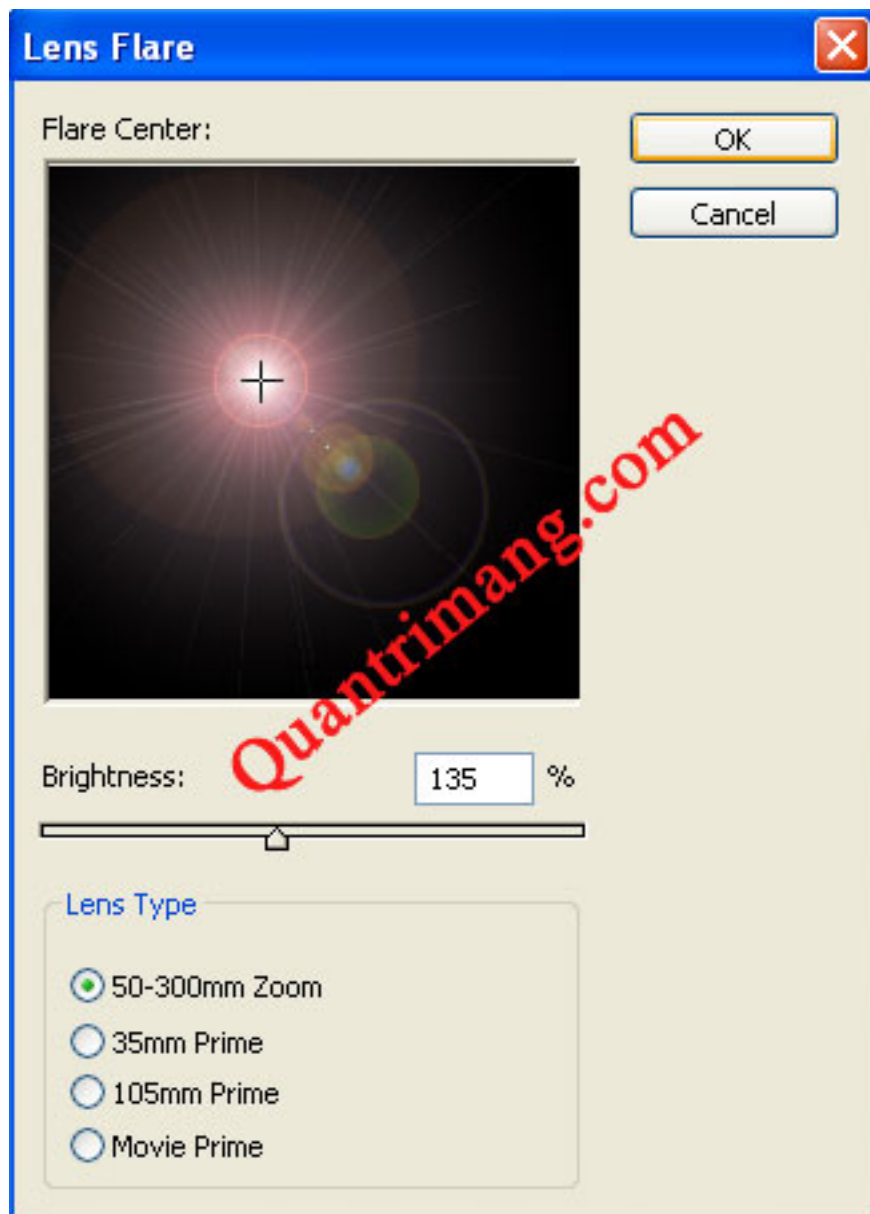 Lens Flare
Flare Center:
OK
Cancel
Quantrimang.com
Brightness:
135 %
Lens Type
50-300mm Zoom
35mm Prime
105mm Prime
Movie Prime